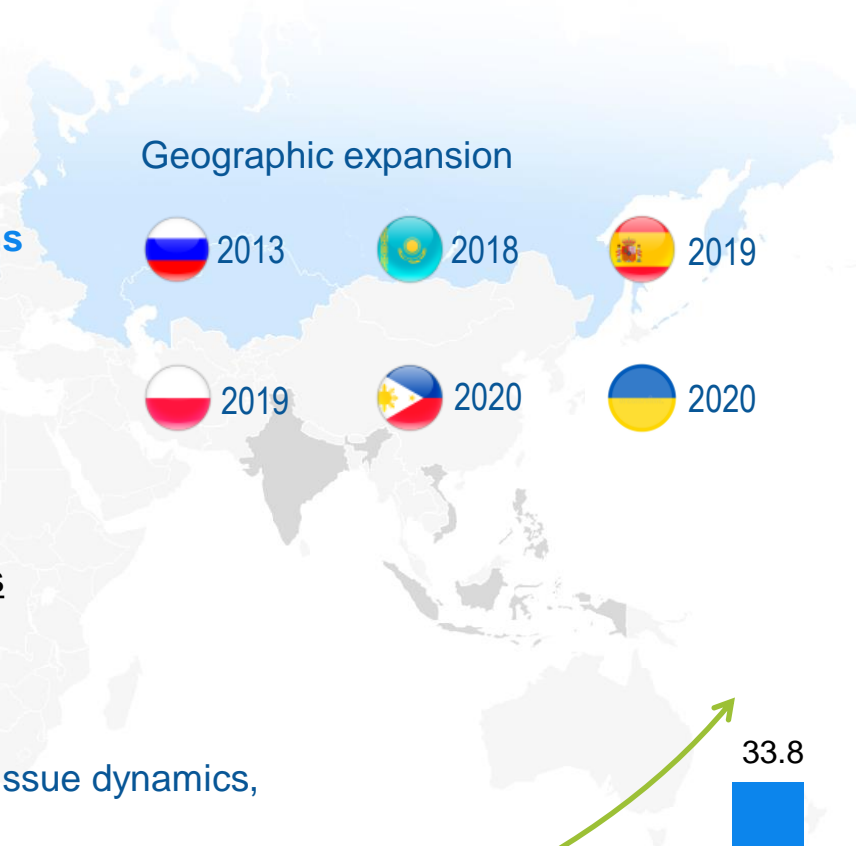 Geographic expansion
s
2013 2018 2019
2019 2020 2020
s
ssue dynamics,
33.8